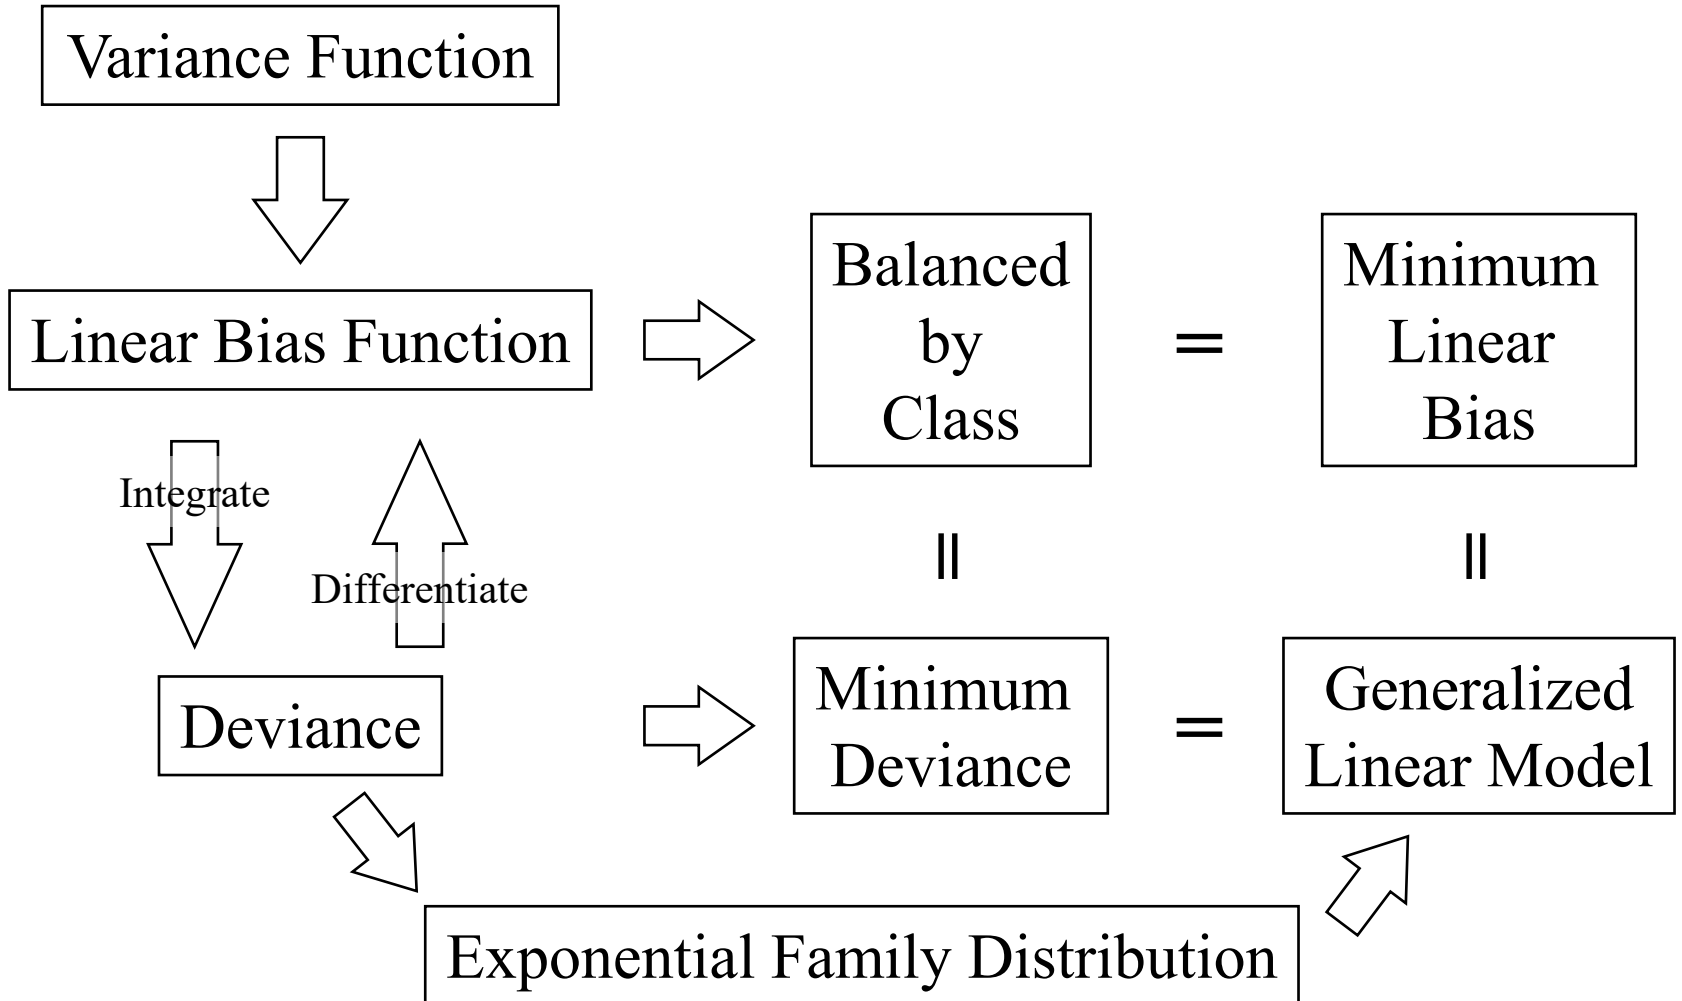 Variance Function
Linear Bias Function
Balanced
by
Class
=
Minimum
Linear
Bias
Integrate
Differentiate
=
=
Deviance
Minimum
Deviance
=
Generalized
Linear Model
Exponential Family Distribution